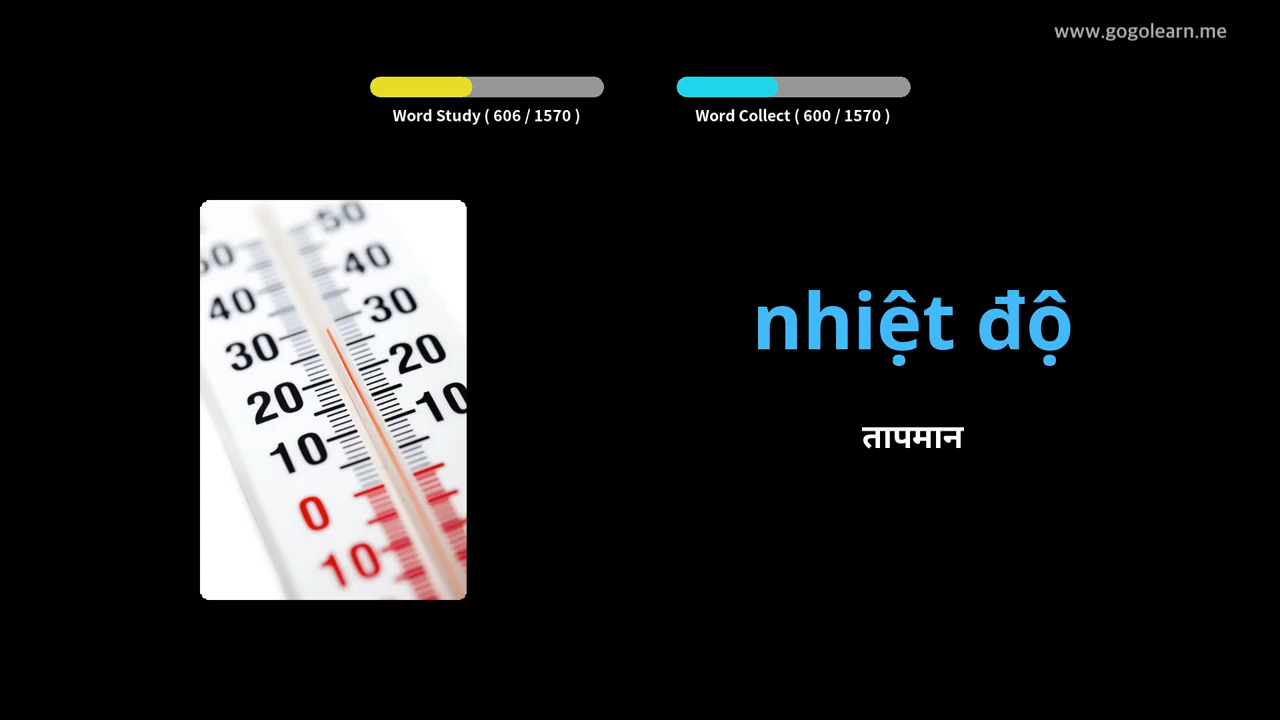 www.gogolearn.me
Word Study ( 606 / 1570 )
Word Collect ( 600 / 1570 )
50
50
40
40
30
30
20
20
10
10
0
10
nhiệt độ
तापमान